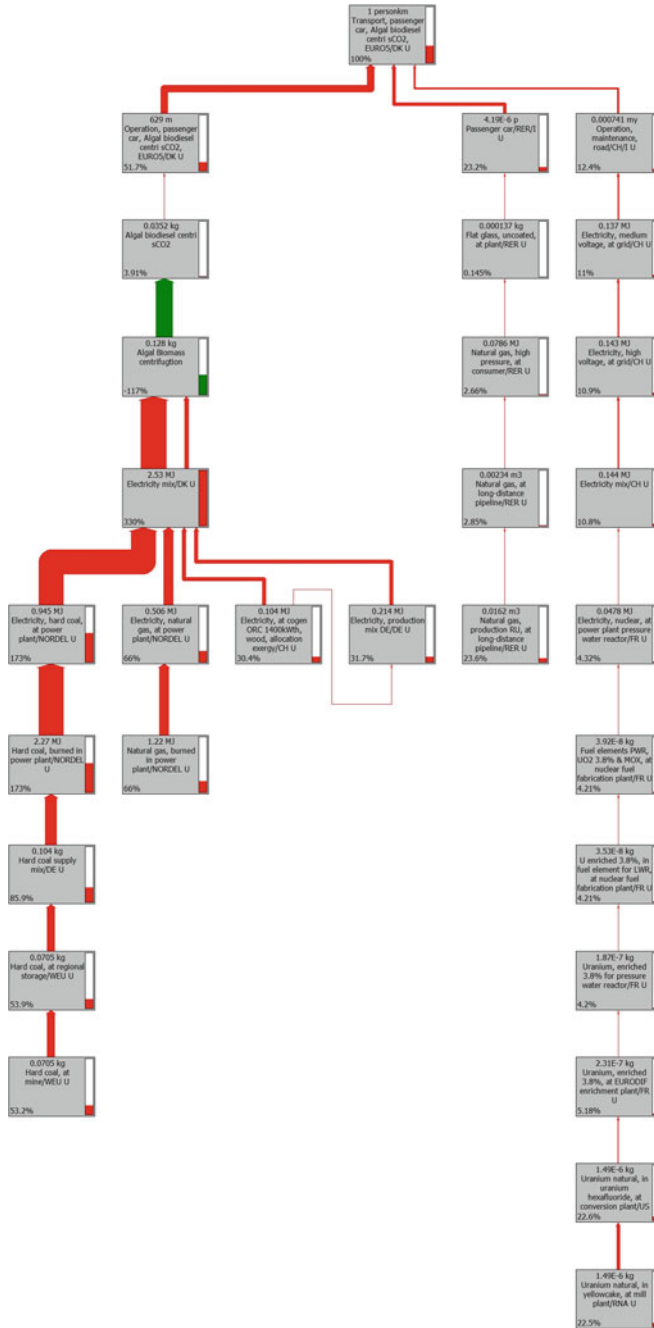 1 personkm
Transport, passenger
car, Algal biodiesel
centri sCO2,
EURO5/DK U
100%
629 m
Operation, passenger
car, Algal biodiesel
centri sCO2,
EURO5/DK U
51.7%
4.19E-6 p
Passenger car/RER/I
U
23.2%
0.000741 my
Operation,
maintenance,
road/CH/I U
12.4%
0.0352 kg
Algal biodiesel centri
sCO2
3.91%
0.000137 kg
Flat glass, uncoated,
at plant/RER U
0.145%
0.137 MJ
Electricity, medium
voltage, at grid/CH U
11%
0.128 kg
Algal Biomass
centrifugtion
-117%
0.0786 MJ
Natural gas, high
pressure, at
consumer/RER U
2.66%
0.143 MJ
Electricity, high
voltage, at grid/CH U
10.9%
2.53 MJ
Electricity mix/DK U
330%
0.00234 m3
Natural gas, at
long-distance
pipeline/RER U
2.85%
0.144 MJ
Electricity mix/CH U
10.8%
0.945 MJ
Electricity, hard coal,
at power
plant/NORDEL U
173%
0.506 MJ
Electricity, natural
gas, at power
plant/NORDEL U
66%
0.104 MJ
Electricity, at cogen
ORC 1400kWth,
wood, allocation
exergy/CH U
30.4%
0.214 MJ
Electricity, production
mix DE/DE U
31.7%
0.0162 m3
Natural gas,
production RU, at
long-distance
pipeline/RER U
23.6%
0.0478 MJ
Electricity, nuclear, at
power plant pressure
water reactor/FR U
4.32%
2.27 MJ
Hard coal, burned in
power plant/NORDEL
U
173%
1.22 MJ
Natural gas, burned
in power
plant/NORDEL U
66%
3.92E-8 kg
Fuel elements PWR,
UO2 3.8% & MOX, at
nuclear fuel
fabrication plant/FR U
4.21%
0.104 kg
Hard coal supply
mix/DE U
85.9%
3.53E-8 kg
U enriched 3.8%, in
fuel element for LWR,
at nuclear fuel
fabrication plant/FR U
4.21%
0.0705 kg
Hard coal, at regional
storage/WEU U
53.9%
1.87E-7 kg
Uranium, enriched
3.8% for pressure
water reactor/FR U
4.2%
0.0705 kg
Hard coal, at
mine/WEU U
53.2%
2.31E-7 kg
Uranium, enriched
3.8%, at EURODIF
enrichment plant/FR
U
5.18%
1.49E-6 kg
Uranium natural, in
uranium
hexafluoride, at
conversion plant/US
22.6%
1.49E-6 kg
Uranium natural, in
yellowcake, at mill
plant/RNA U
22.5%